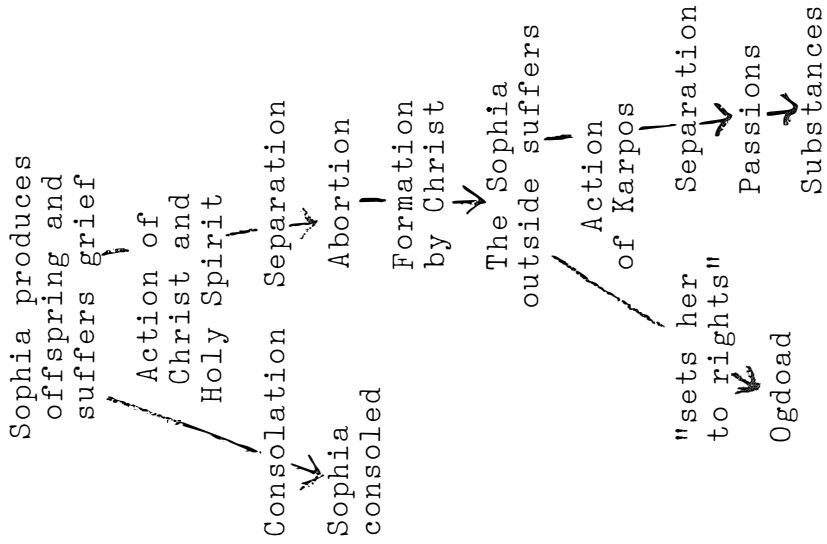 Sophia produces
offspring and
suffers grief
Action of
Christ and
Holy Spirit
Consolation
Separation
Sophia
consoled
Abortion
Formation
by Christ
The Sophia
outside suffers
Action
of Karpos
"sets her
to rights"
Separation
Ogdoad
Passions
Substances